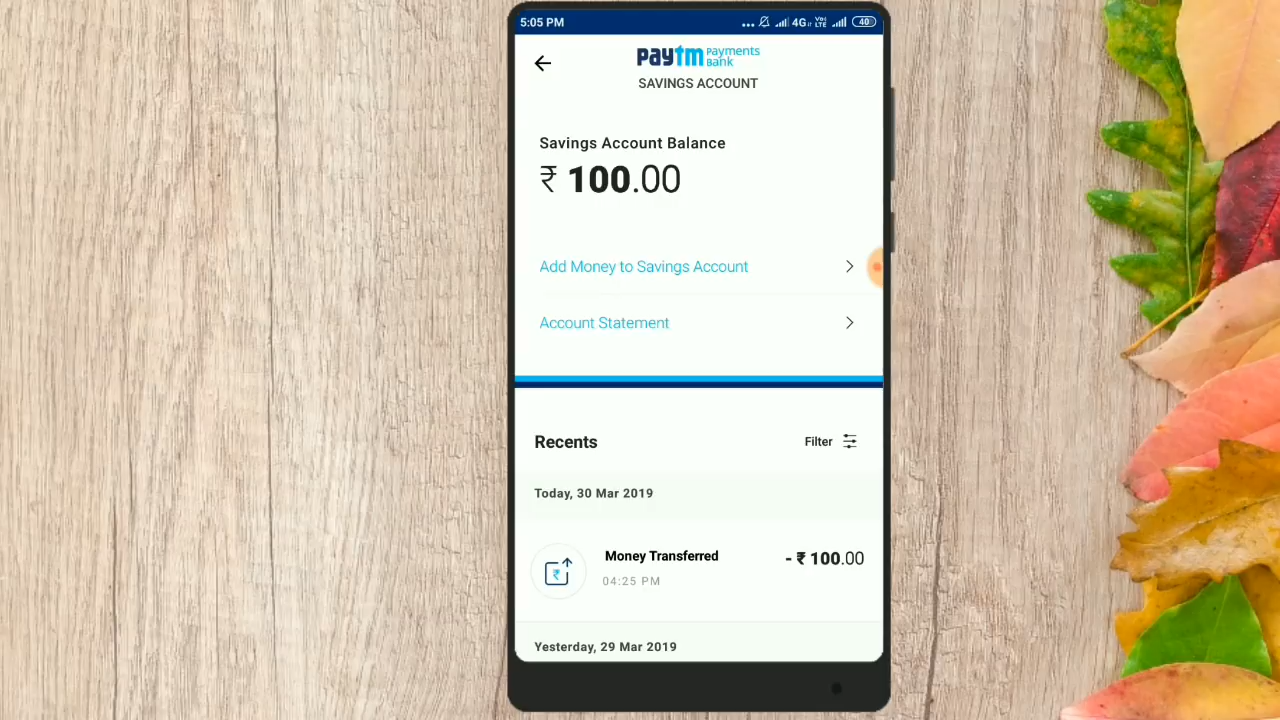 5:05 PM
4G
Vo)
LTE
40
paytm Payments Bank
SAVINGS ACCOUNT
Savings Account Balance
₹ 100.00
Add Money to Savings Account
Account Statement
Recents
Filter
Today, 30 Mar 2019
Money Transferred
- ₹ 100.00
04:25 PM
Yesterday, 29 Mar 2019